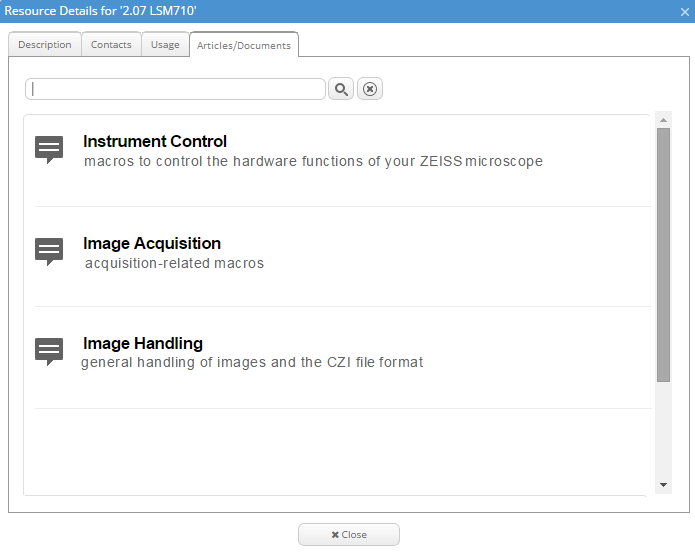 Resource Details for '2.07 LSM710'
Description Contacts Usage Articles/Documents
Instrument Control
macros to control the hardware functions of your ZEISS microscope
Image Acquisition
acquisition-related macros
Image Handling
general handling of images and the CZI file format
Close